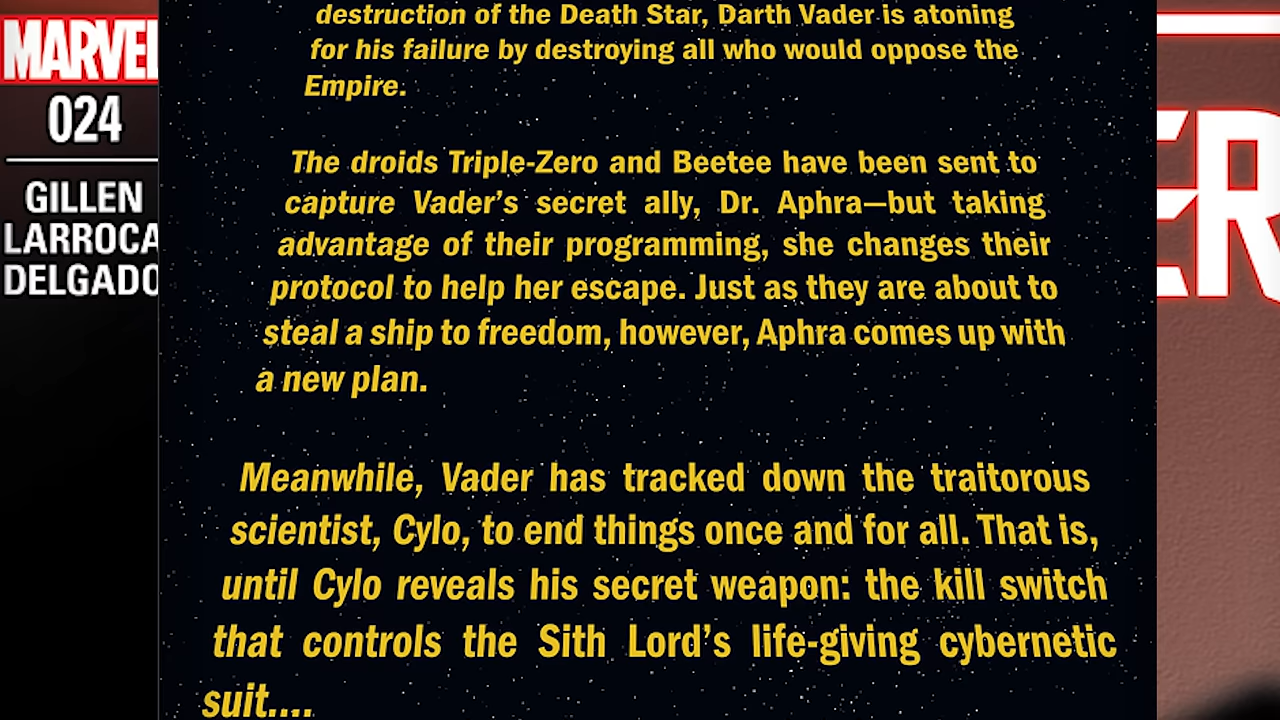 MARVEL
024
GILLEN
LARROCA
DELGADO
destruction of the Death Star, Darth Vader is atoning
for his failure by destroying all who would oppose the
Empire.
The droids Triple-Zero and Beetee have been sent to
capture Vader's secret ally, Dr. Aphra—but taking
advantage of their programming, she changes their
protocol to help her escape. Just as they are about to
steal a ship to freedom, however, Aphra comes up with
a new plan.
Meanwhile, Vader has tracked down the traitorous
scientist, Cylo, to end things once and for all. That is,
until Cylo reveals his secret weapon: the kill switch
that controls the Sith Lord's life-giving cybernetic
suit....
ER